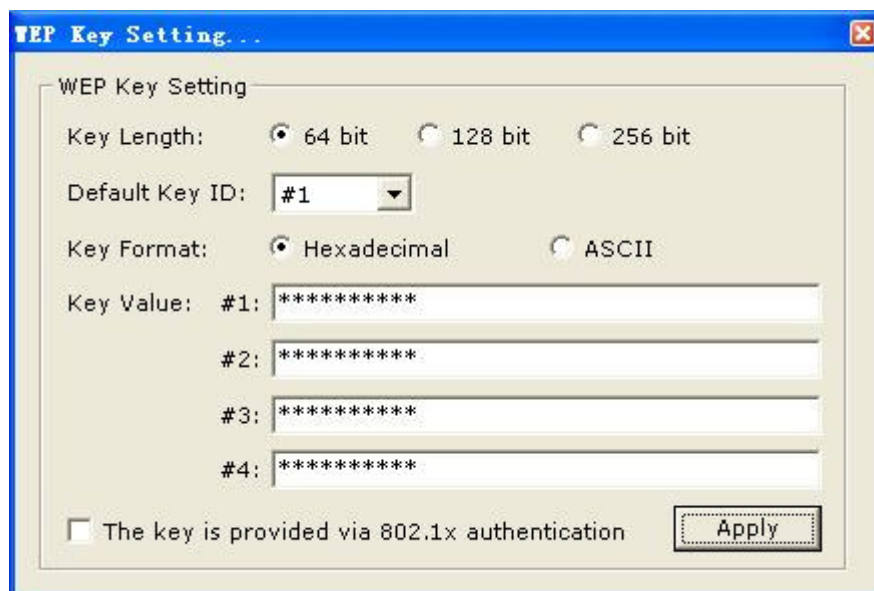 WEP Key Setting...
WEP Key Setting
Key Length: 64 bit 128 bit 256 bit
Default Key ID: #1
Key Format: Hexadecimal ASCII
Key Value: #1: **********
#2: **********
#3: **********
#4: **********
The key is provided via 802.1x authentication Apply